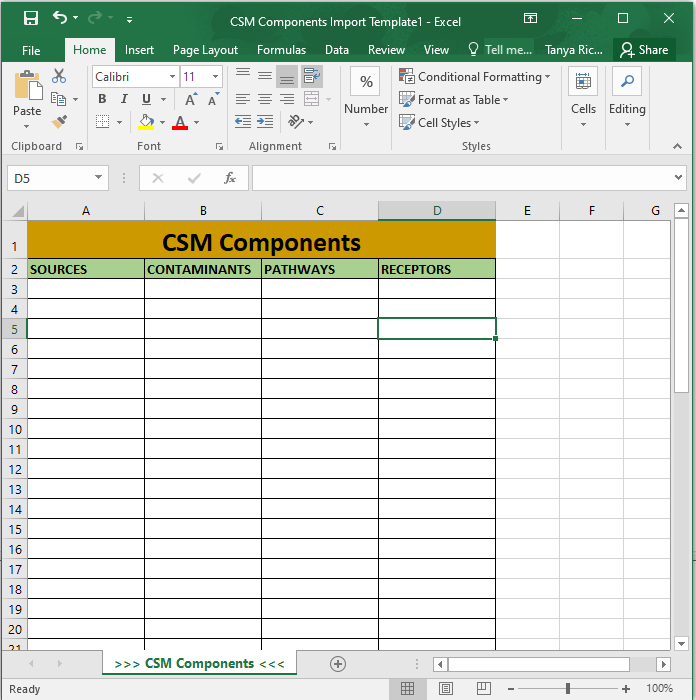 CSM Components Import Template1 - Excel
File Home Insert Page Layout Formulas Data Review View Tell me... Tanya Ric... Share
Paste
Calibri 11
B I U A A
A
%
Number
Conditional Formatting
Format as Table
Cell Styles
Cells
Editing
Clipboard Font Alignment Styles
D5 fx
A B C D E F G
1 CSM Components
2 SOURCES CONTAMINANTS PATHWAYS RECEPTORS
3
4
5
6
7
8
9
10
11
12
13
14
15
16
17
18
19
20
21
>>> CSM Components <<<
Ready 100%